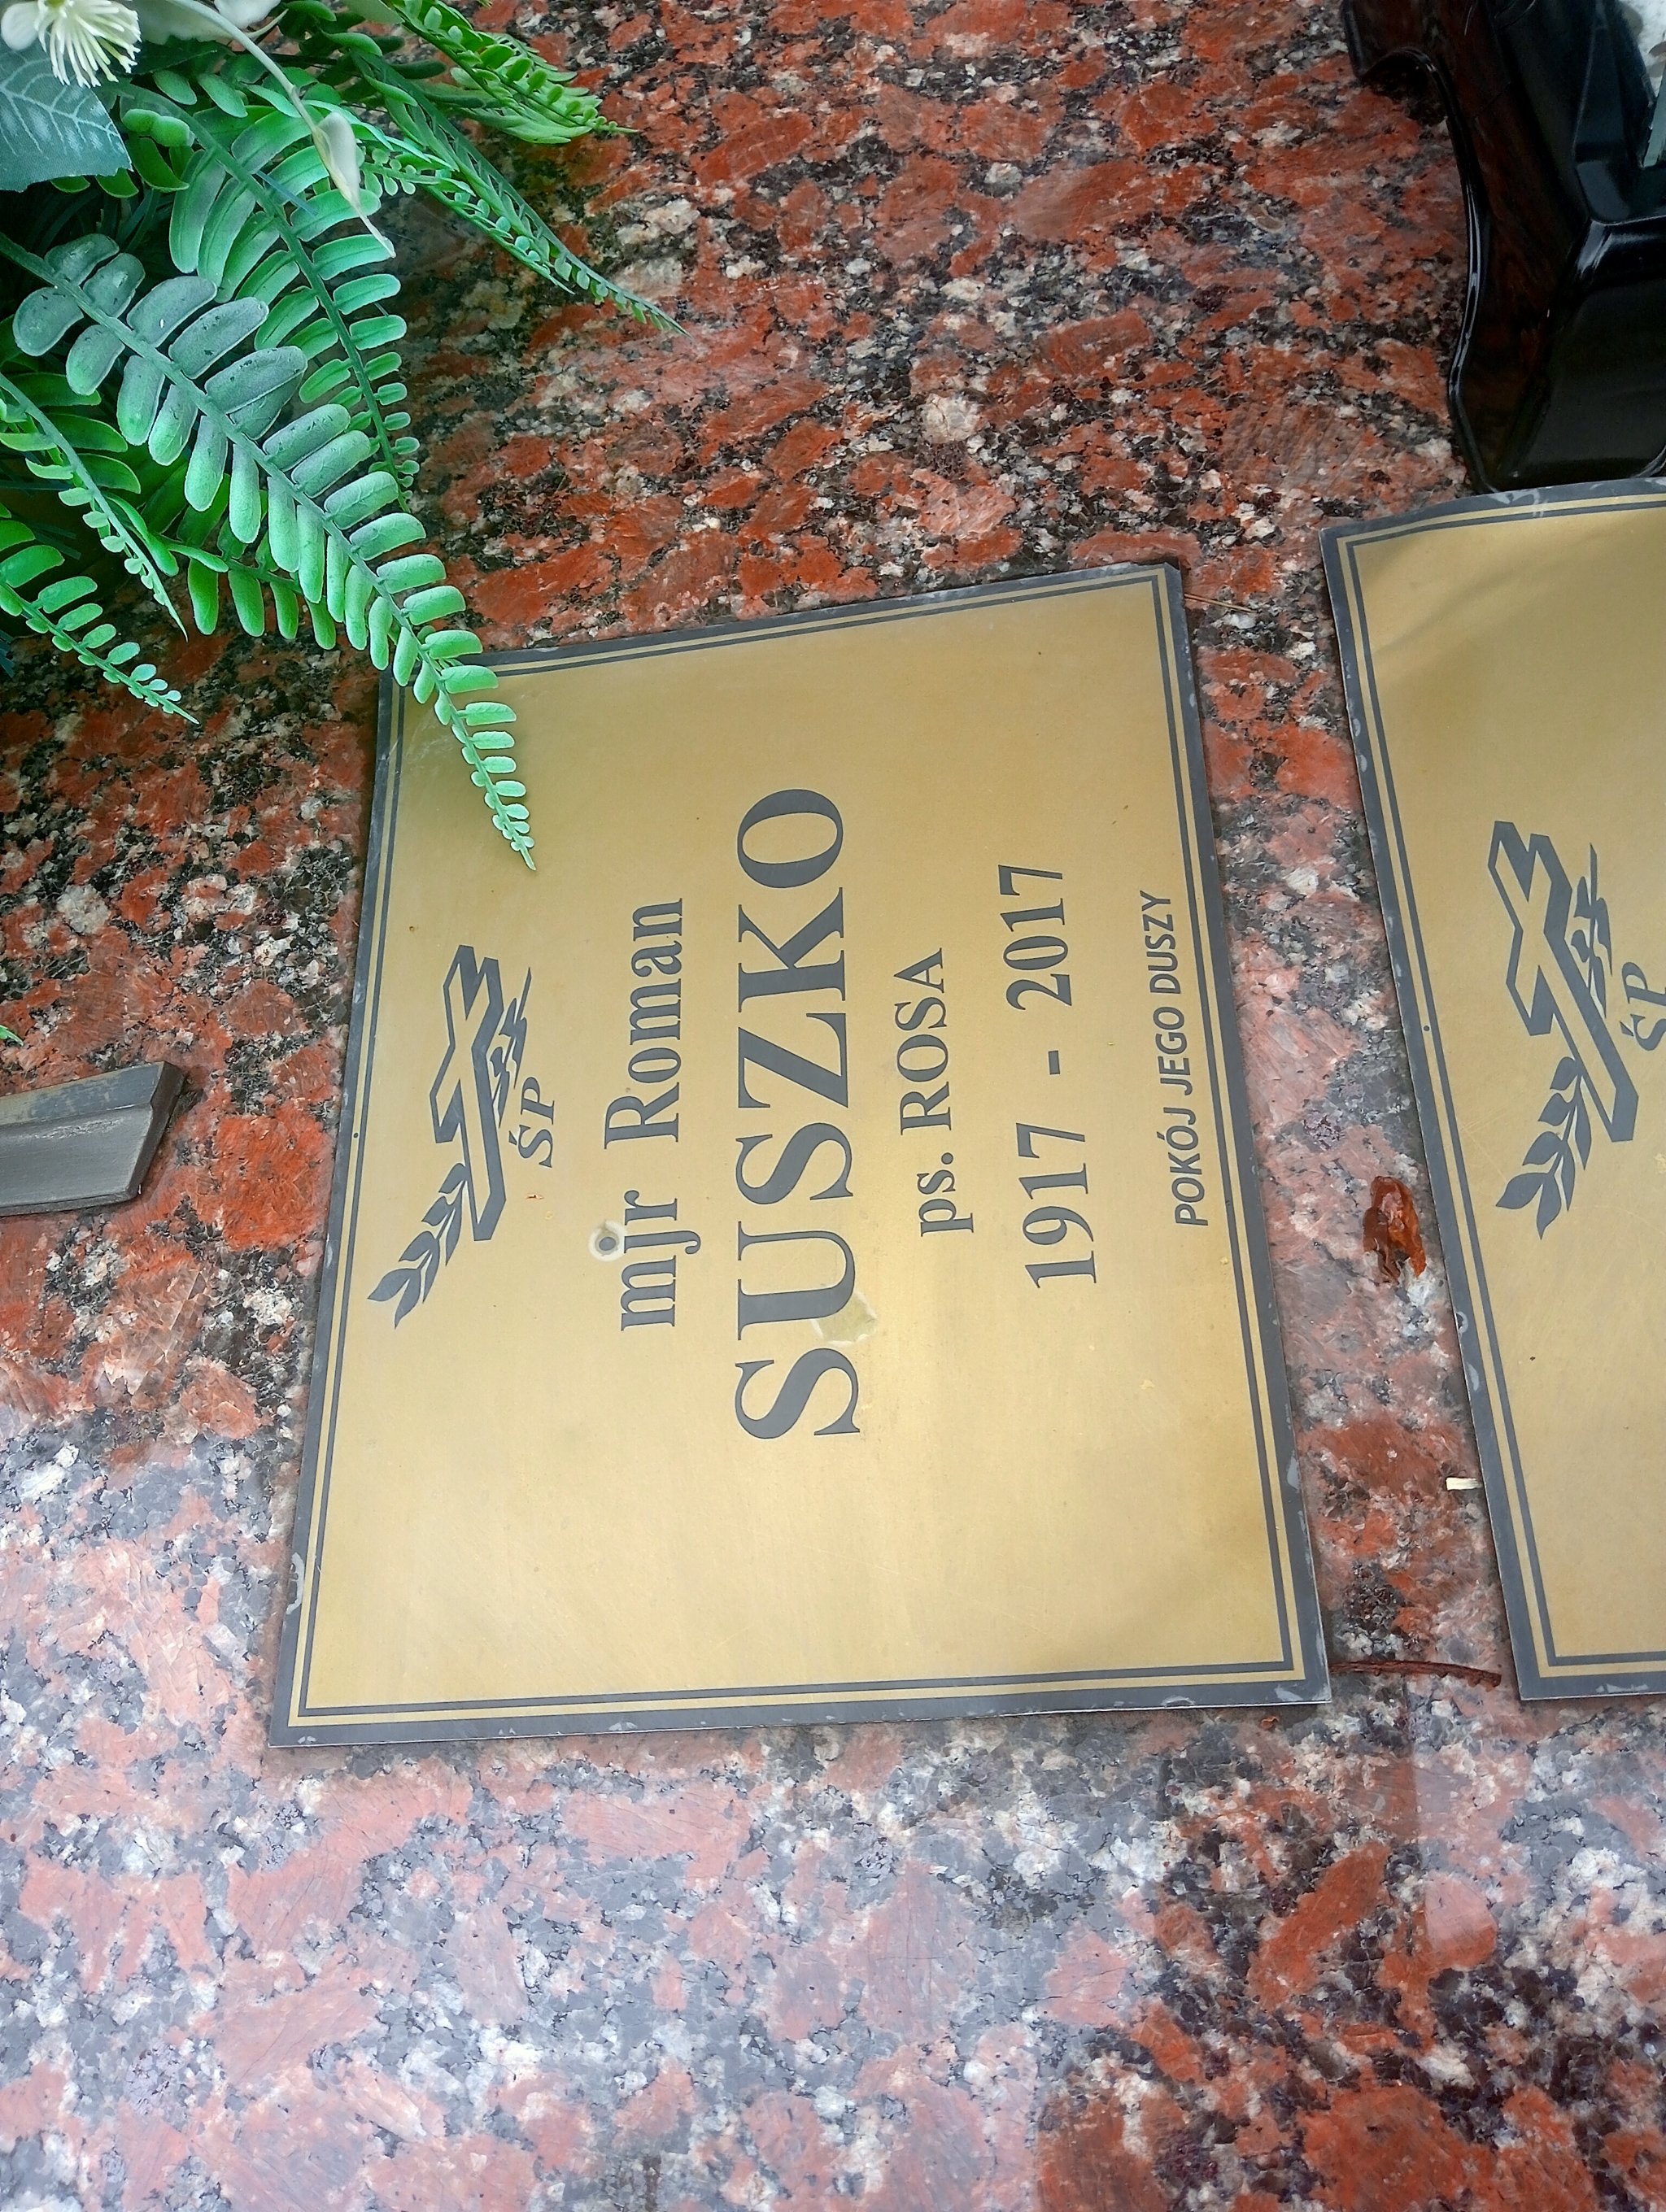 ŚP
mjr Roman
SUSZKO
ps. ROSA
1917 - 2017
POKÓJ JEGO DUSZY
ŚP